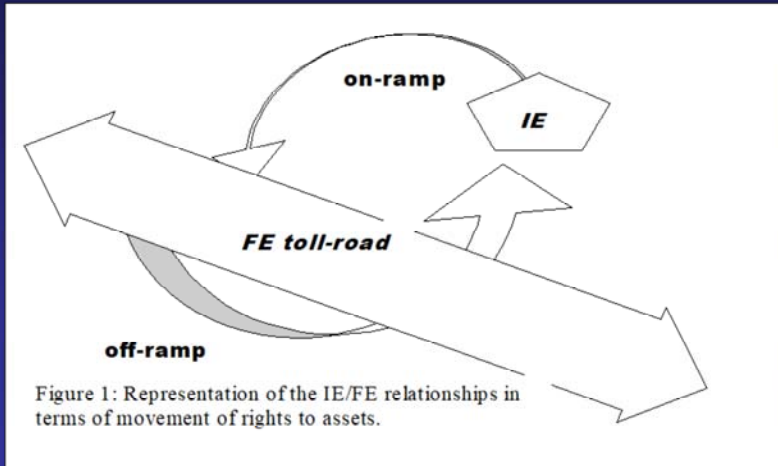 on-ramp
IE
FE toll-road
off-ramp
Figure 1: Representation of the IE/FE relationships in
terms of movement of rights to assets.